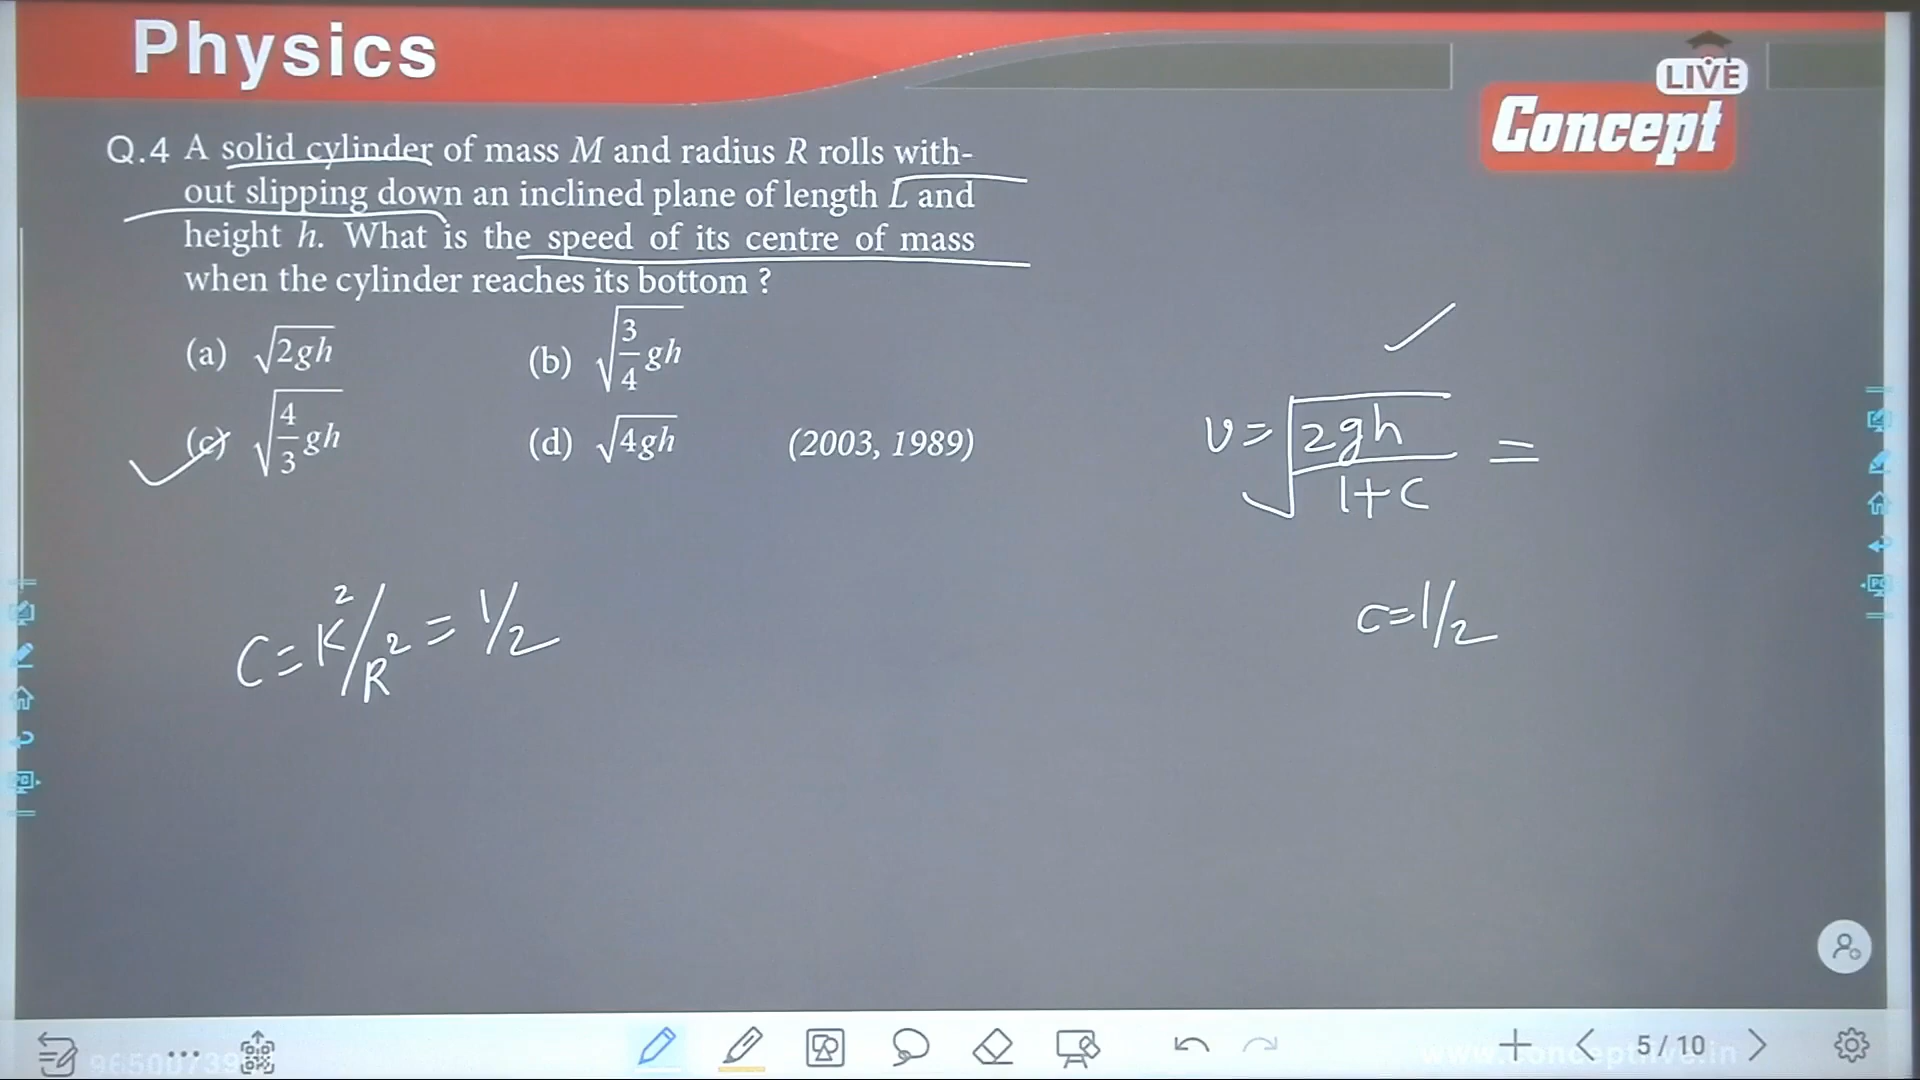 Physics
LIVE
Concept
Q.4 A solid cylinder of mass M and radius R rolls with-
out slipping down an inclined plane of length L and
height h. What is the speed of its centre of mass
when the cylinder reaches its bottom ?
(a) √2gh (b) √3/4 gh
(c) √4/3 gh (d) √4gh (2003, 1989)
v = √2gh/1+C =
C = K²/R² = 1/2
C = 1/2
5/10